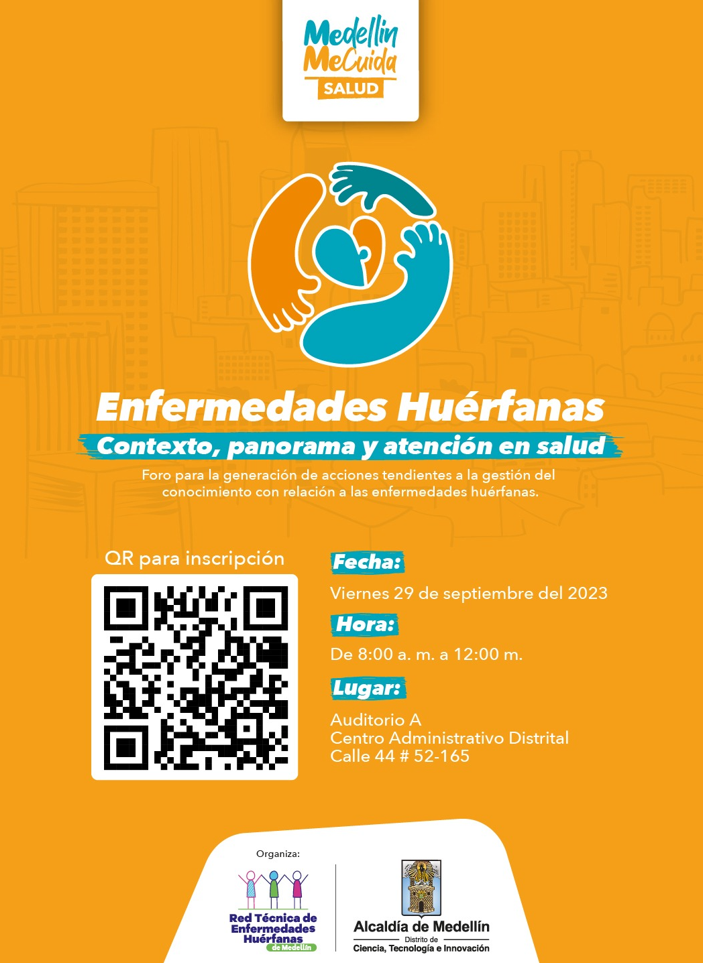 Medellín
MeCuida
SALUD
Enfermedades Huérfanas
Contexto, panorama y atención en salud
Foro para la generación de acciones tendientes a la gestión del
conocimiento con relación a las enfermedades huérfanas.
QR para inscripción
Fecha:
Viernes 29 de septiembre del 2023
Hora:
De 8:00 a. m. a 12:00 m.
Lugar:
Auditorio A
Centro Administrativo Distrital
Calle 44 # 52-165
Organiza:
Red Técnica de
Enfermedades
Huérfanas
de Medellín
Alcaldía de Medellín
Distrito de
Ciencia, Tecnología e Innovación